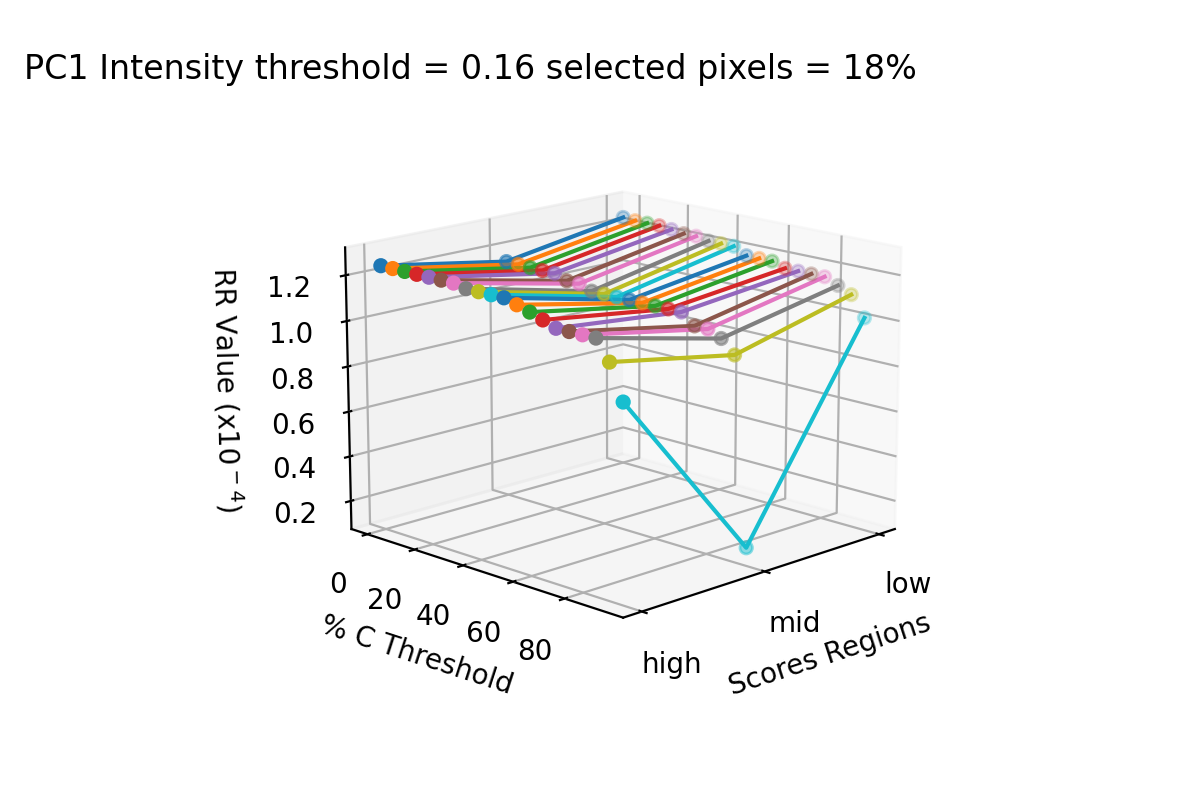 PC1 Intensity threshold = 0.16 selected pixels = 18%
RR Value (x10⁻⁴)
1.2
1.0
0.8
0.6
0.4
0.2
0
20
40
60
80
% C Threshold
high
mid
low
Scores Regions